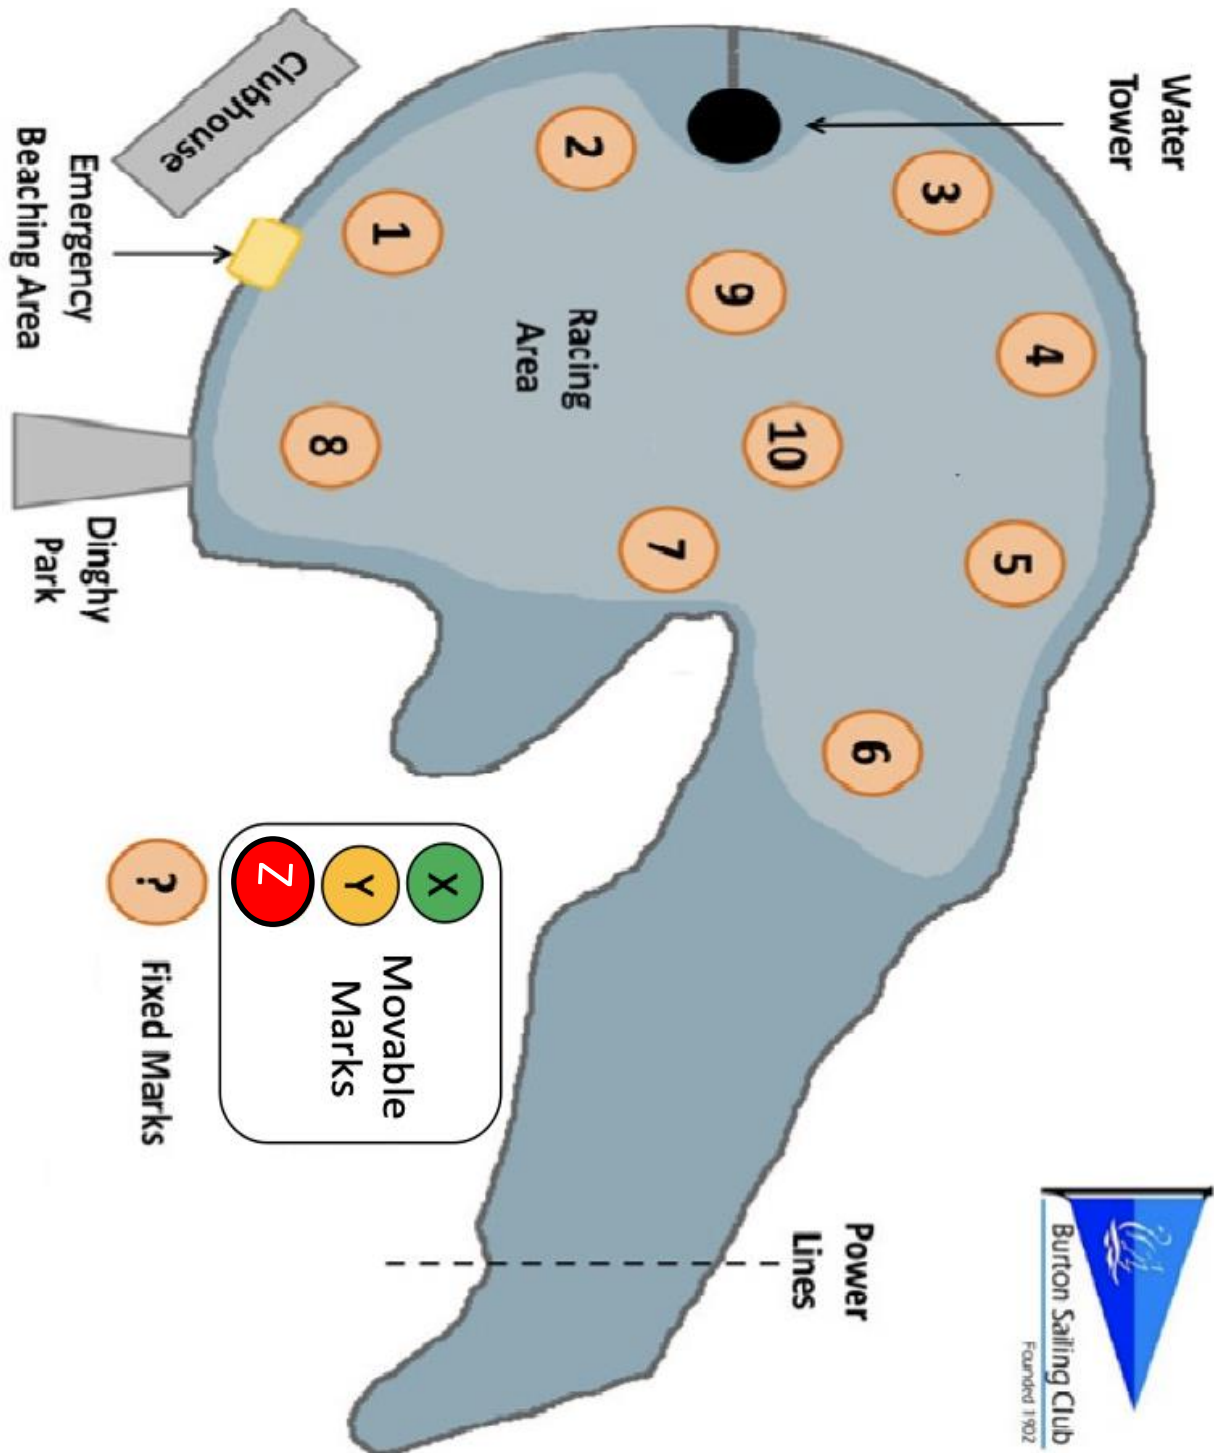 Burton Sailing Club
Founded 1902
Water
Tower
Clubhouse
Emergency
Beaching Area
Dinghy
Park
Racing
Area
1
2
3
4
5
6
7
8
9
10
Power
Lines
X
Y
Z
Movable
Marks
?
Fixed Marks